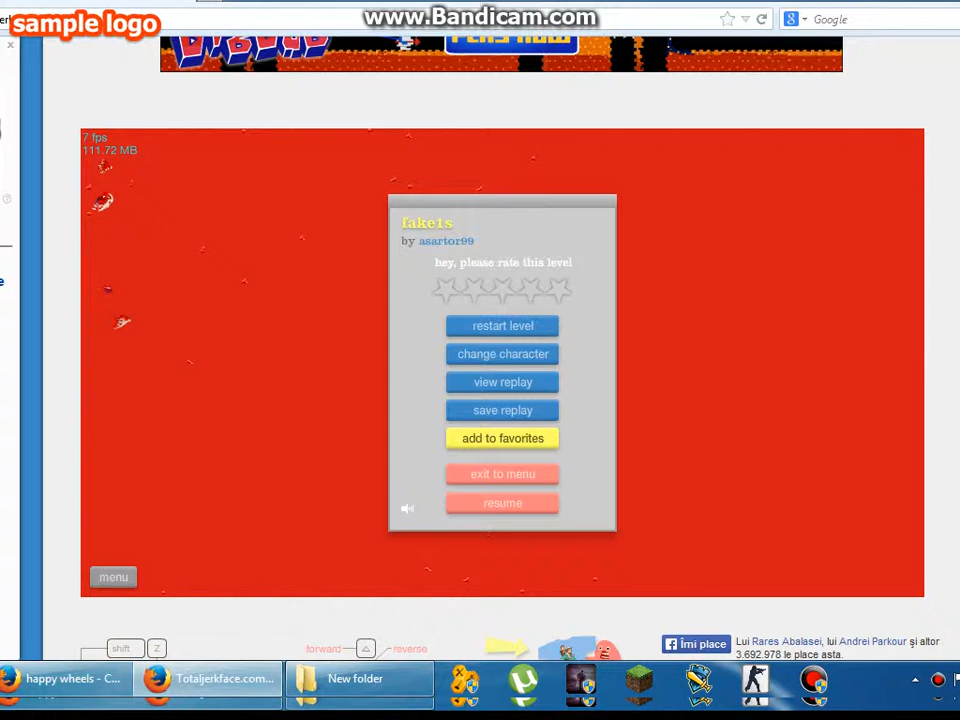 www.Bandicam.com
sample logo
Google
7 fps
111.72 MB
fake1s
by asartor99
hey, please rate this level
restart level
change character
view replay
save replay
add to favorites
exit to menu
resume
menu
shift
Z
forward
reverse
Îmi place
Lui Rares Abalasei, lui Andrei Parkour și altor
3.692.978 le place asta.
happy wheels - C...
Totaljerkface.com...
New folder